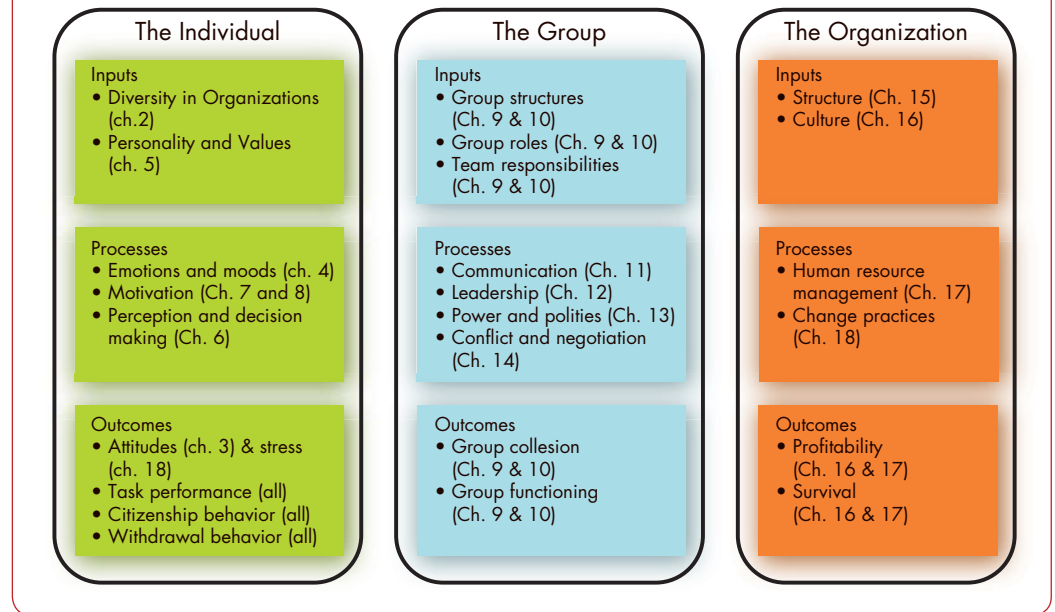 The Individual
Inputs
• Diversity in Organizations
(ch.2)
• Personality and Values
(ch. 5)
Processes
• Emotions and moods (ch. 4)
• Motivation (Ch. 7 and 8)
• Perception and decision
making (Ch. 6)
Outcomes
• Attitudes (ch. 3) & stress
(ch. 18)
• Task performance (all)
• Citizenship behavior (all)
• Withdrawal behavior (all)
The Group
Inputs
• Group structures
(Ch. 9 & 10)
• Group roles (Ch. 9 & 10)
• Team responsibilities
(Ch. 9 & 10)
Processes
• Communication (Ch. 11)
• Leadership (Ch. 12)
• Power and polities (Ch. 13)
• Conflict and negotiation
(Ch. 14)
Outcomes
• Group collesion
(Ch. 9 & 10)
• Group functioning
(Ch. 9 & 10)
The Organization
Inputs
• Structure (Ch. 15)
• Culture (Ch. 16)
Processes
• Human resource
management (Ch. 17)
• Change practices
(Ch. 18)
Outcomes
• Profitability
(Ch. 16 & 17)
• Survival
(Ch. 16 & 17)